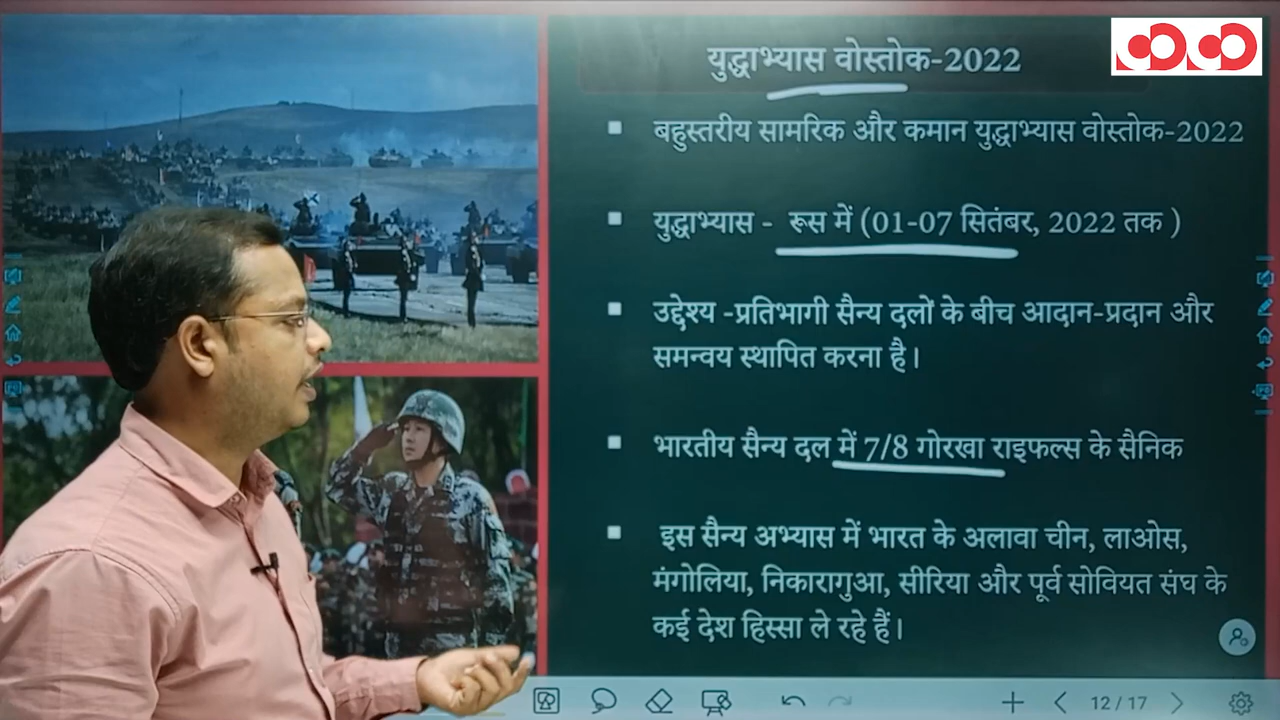 युद्धाभ्यास वोस्तोक-2022
बहुस्तरीय सामरिक और कमान युद्धाभ्यास वोस्तोक-2022
युद्धाभ्यास - रूस में (01-07 सितंबर, 2022 तक )
उद्देश्य -प्रतिभागी सैन्य दलों के बीच आदान-प्रदान और
समन्वय स्थापित करना है।
भारतीय सैन्य दल में 7/8 गोरखा राइफल्स के सैनिक
इस सैन्य अभ्यास में भारत के अलावा चीन, लाओस,
मंगोलिया, निकारागुआ, सीरिया और पूर्व सोवियत संघ के
कई देश हिस्सा ले रहे हैं।
12 / 17